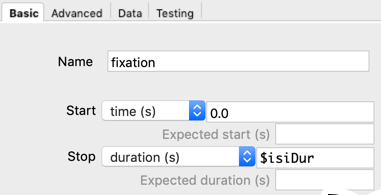 Basic Advanced Data Testing
Name fixation
Start time (s) 0.0
Expected start (s)
Stop duration (s) $isiDur
Expected duration (s)